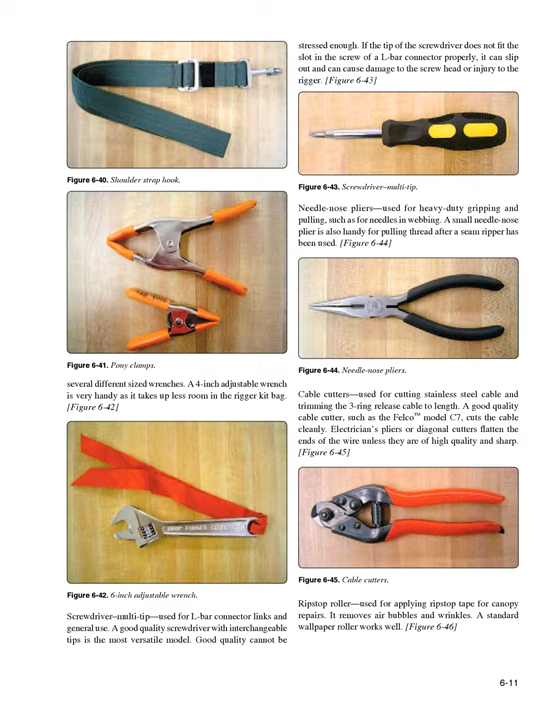 Figure 6-40. Shoulder strap hook.
Figure 6-41. Pony clamps.
several different sized wrenches. A 4-inch adjustable wrench
is very handy as it takes up less room in the rigger kit bag.
[Figure 6-42]
DROP FORGED
Figure 6-42. 6-inch adjustable wrench.
Screwdriver–multi-tip—used for L-bar connector links and
general use. A good quality screwdriver with interchangeable
tips is the most versatile model. Good quality cannot be
stressed enough. If the tip of the screwdriver does not fit the
slot in the screw of a L-bar connector properly, it can slip
out and can cause damage to the screw head or injury to the
rigger. [Figure 6-43]
Figure 6-43. Screwdriver–multi-tip.
Needle-nose pliers—used for heavy-duty gripping and
pulling, such as for needles in webbing. A small needle-nose
plier is also handy for pulling thread after a seam ripper has
been used. [Figure 6-44]
Figure 6-44. Needle-nose pliers.
Cable cutters—used for cutting stainless steel cable and
trimming the 3-ring release cable to length. A good quality
cable cutter, such as the Felco™ model C7, cuts the cable
cleanly. Electrician's pliers or diagonal cutters flatten the
ends of the wire unless they are of high quality and sharp.
[Figure 6-45]
Figure 6-45. Cable cutters.
Ripstop roller—used for applying ripstop tape for canopy
repairs. It removes air bubbles and wrinkles. A standard
wallpaper roller works well. [Figure 6-46]
6-11